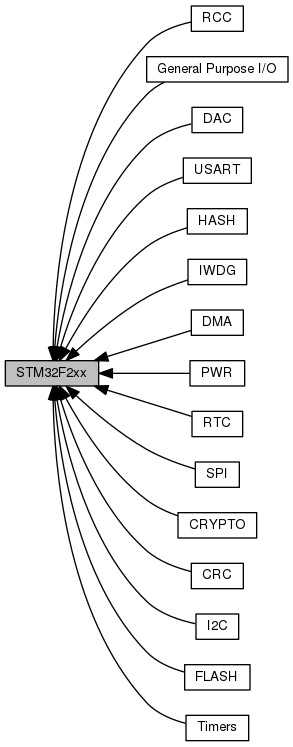 RCC
General Purpose I/O
DAC
USART
HASH
IWDG
DMA
STM32F2xx
PWR
RTC
SPI
CRYPTO
CRC
I2C
FLASH
Timers